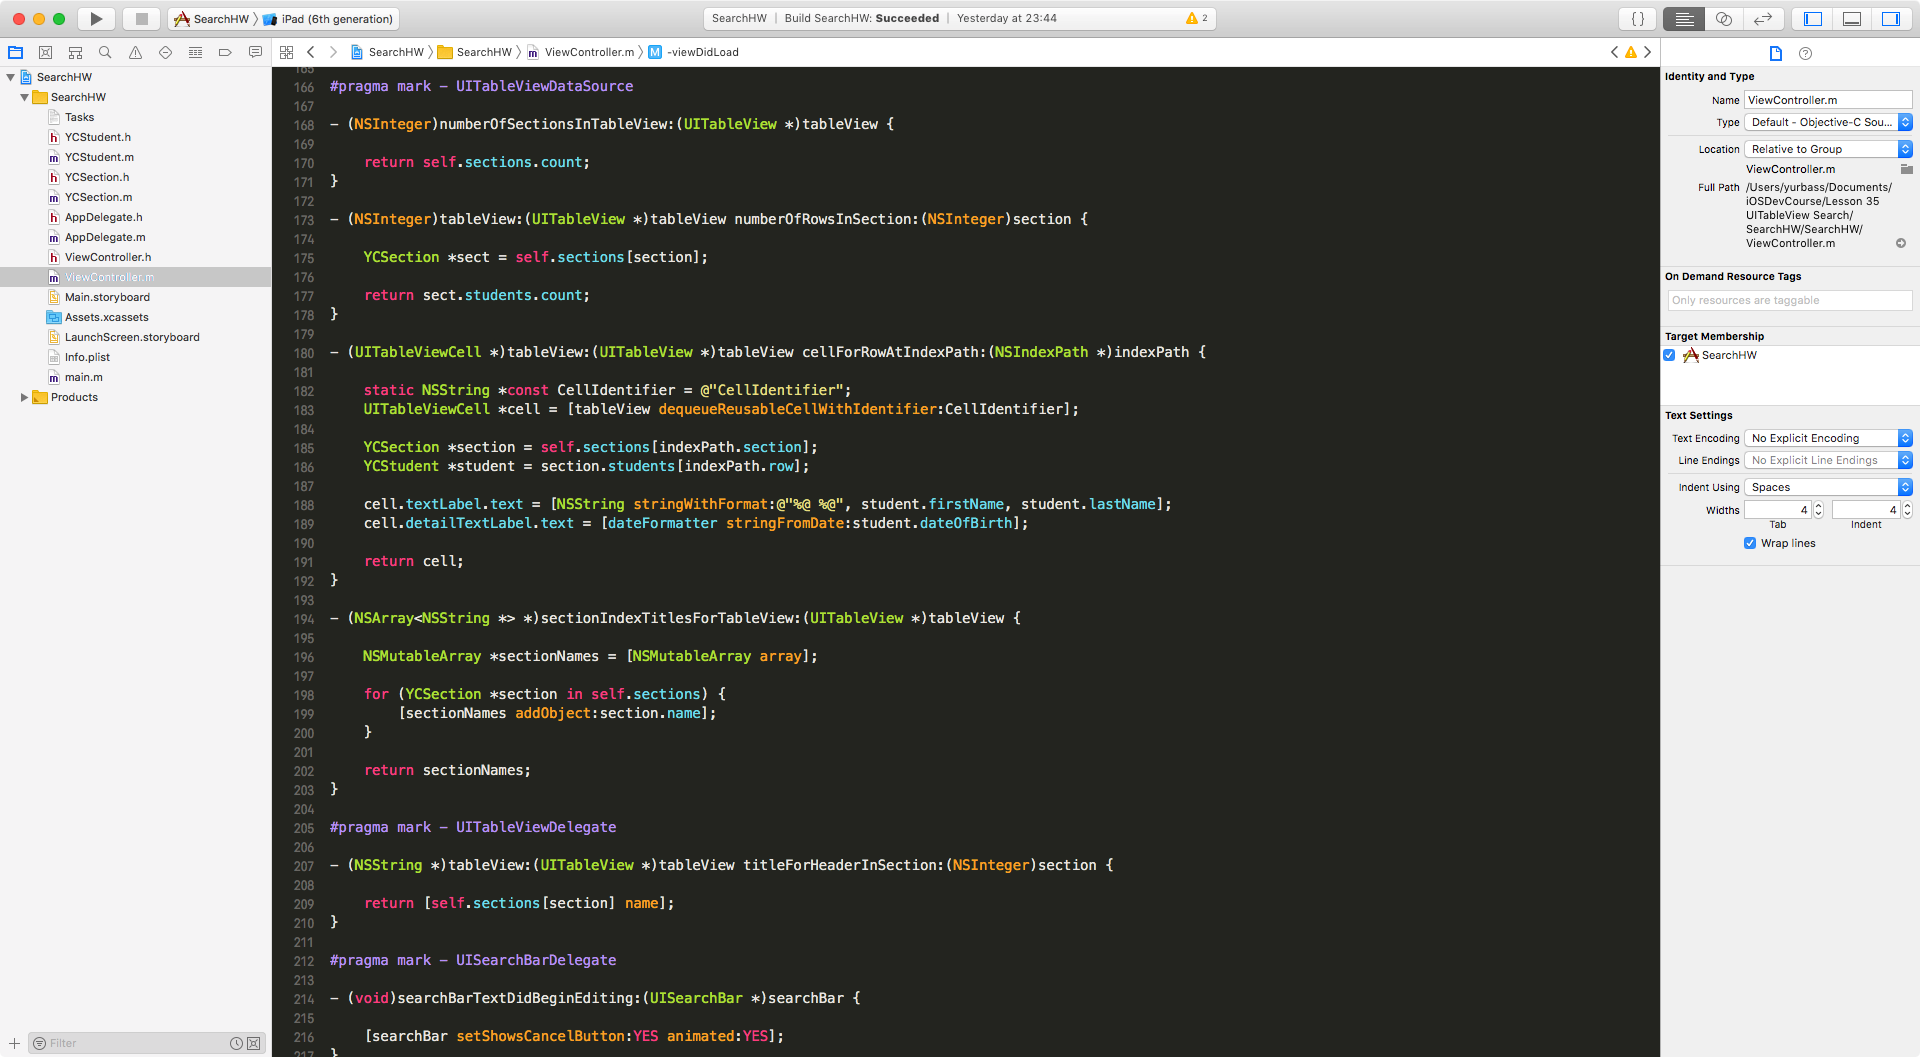 SearchHW iPad (6th generation)
SearchHW Build SearchHW: Succeeded Yesterday at 23:44 2
{}
SearchHW SearchHW ViewController.m M -viewDidLoad
SearchHW
SearchHW
Tasks
h YCStudent.h
m YCStudent.m
h YCSection.h
m YCSection.m
h AppDelegate.h
m AppDelegate.m
h ViewController.h
m ViewController.m
Main.storyboard
Assets.xcassets
LaunchScreen.storyboard
Info.plist
m main.m
Products
Filter
165
166 #pragma mark - UITableViewDataSource
167
168 - (NSInteger)numberOfSectionsInTableView:(UITableView *)tableView {
169
170     return self.sections.count;
171 }
172
173 - (NSInteger)tableView:(UITableView *)tableView numberOfRowsInSection:(NSInteger)section {
174
175     YCSection *sect = self.sections[section];
176
177     return sect.students.count;
178 }
179
180 - (UITableViewCell *)tableView:(UITableView *)tableView cellForRowAtIndexPath:(NSIndexPath *)indexPath {
181
182     static NSString *const CellIdentifier = @"CellIdentifier";
183     UITableViewCell *cell = [tableView dequeueReusableCellWithIdentifier:CellIdentifier];
184
185     YCSection *section = self.sections[indexPath.section];
186     YCStudent *student = section.students[indexPath.row];
187
188     cell.textLabel.text = [NSString stringWithFormat:@"%@ %@", student.firstName, student.lastName];
189     cell.detailTextLabel.text = [dateFormatter stringFromDate:student.dateOfBirth];
190
191     return cell;
192 }
193
194 - (NSArray<NSString *> *)sectionIndexTitlesForTableView:(UITableView *)tableView {
195
196     NSMutableArray *sectionNames = [NSMutableArray array];
197
198     for (YCSection *section in self.sections) {
199         [sectionNames addObject:section.name];
200     }
201
202     return sectionNames;
203 }
204
205 #pragma mark - UITableViewDelegate
206
207 - (NSString *)tableView:(UITableView *)tableView titleForHeaderInSection:(NSInteger)section {
208
209     return [self.sections[section] name];
210 }
211
212 #pragma mark - UISearchBarDelegate
213
214 - (void)searchBarTextDidBeginEditing:(UISearchBar *)searchBar {
215
216     [searchBar setShowsCancelButton:YES animated:YES];
217 }
Identity and Type
Name ViewController.m
Type Default - Objective-C Sou...
Location Relative to Group
ViewController.m
Full Path /Users/yurbass/Documents/
iOSDevCourse/Lesson 35
UITableView Search/
SearchHW/SearchHW/
ViewController.m
On Demand Resource Tags
Only resources are taggable
Target Membership
SearchHW
Text Settings
Text Encoding No Explicit Encoding
Line Endings No Explicit Line Endings
Indent Using Spaces
Widths 4 4
Tab Indent
Wrap lines